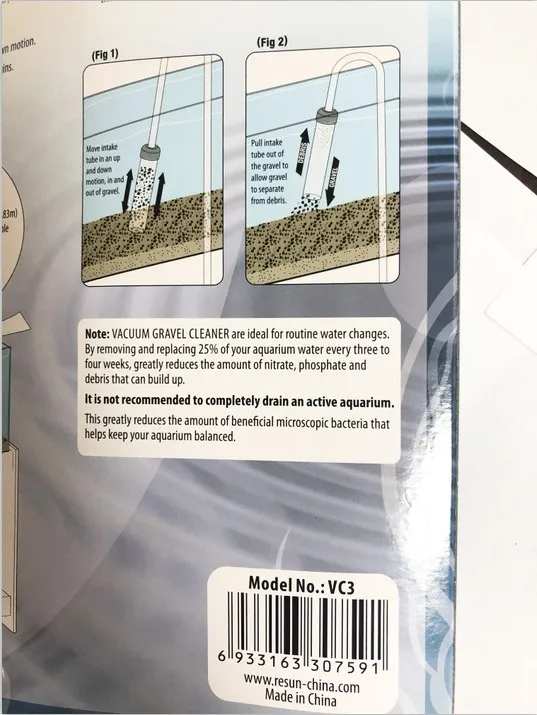 wn motion.
ins.
(Fig 1)
Move intake
tube in an up
and down
motion, in and
out of gravel.
(Fig 2)
Pull intake
tube out of
the gravel to
allow gravel
to separate
from debris.
DEBRIS
GRAVEL
.83m)
le
Note: VACUUM GRAVEL CLEANER are ideal for routine water changes.
By removing and replacing 25% of your aquarium water every three to
four weeks, greatly reduces the amount of nitrate, phosphate and
debris that can build up.
It is not recommended to completely drain an active aquarium.
This greatly reduces the amount of beneficial microscopic bacteria that
helps keep your aquarium balanced.
Model No.: VC3
6 933163 307591
www.resun-china.com
Made in China